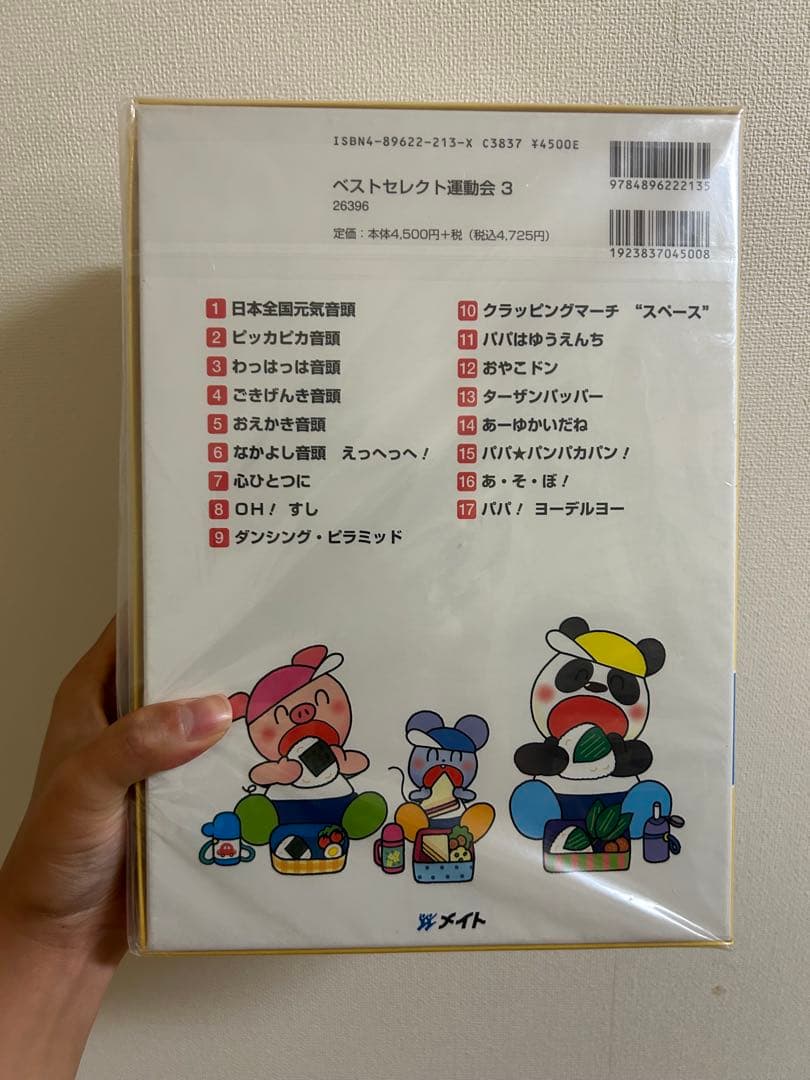 ISBN4-89622-213-X C3837 ¥4500E
9784896222135
ベストセレクト運動会 3
26396
定価：本体4,500円+税（税込4,725円）
1923837045008
1 日本全国元気音頭
2 ピッカピカ音頭
3 わっはっは音頭
4 ごきげんき音頭
5 おえかき音頭
6 なかよし音頭 えっへっへ！
7 心ひとつに
8 OH！ すし
9 ダンシング・ピラミッド
10 クラッピングマーチ “スペース”
11 パパはゆうえんち
12 おやこドン
13 ターザンパッパー
14 あーゆかいだね
15 パパ★パンパカパン！
16 あ・そ・ぼ！
17 パパ！ ヨーデルヨー
メイト